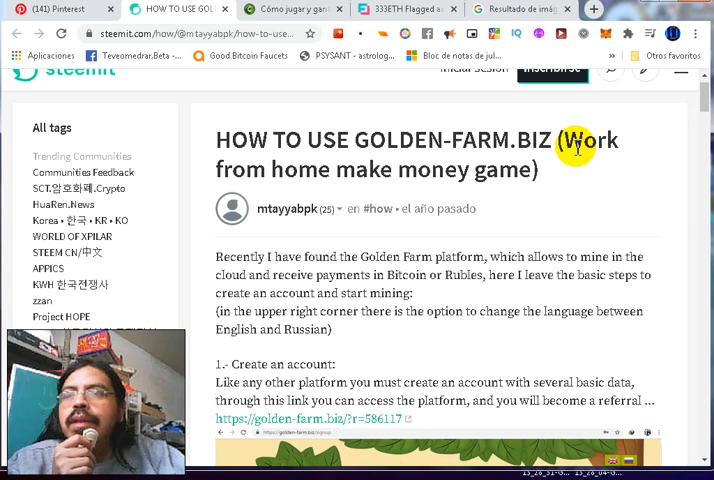 (141) Pinterest
HOW TO USE GOL
Cómo jugar y gan
333ETH Flagged a
Resultado de imág
steemit.com/how/@mtayyabpk/how-to-use...
Aplicaciones
Teveomedrar.Beta -...
Good Bitcoin Faucets
PSYSANT - astrolog...
Bloc de notas de jul...
Otros favoritos
steemit
Iniciar sesión
Inscribirse
All tags
Trending Communities
Communities Feedback
SCT.암호화폐.Crypto
HuaRen.News
Korea • 한국 • KR • KO
WORLD OF XPILAR
STEEM CN/中文
APPICS
KWH 한국전쟁사
zzan
Project HOPE
HOW TO USE GOLDEN-FARM.BIZ (Work
from home make money game)
mtayyabpk (25) en #how • el año pasado
Recently I have found the Golden Farm platform, which allows to mine in the
cloud and receive payments in Bitcoin or Rubles, here I leave the basic steps to
create an account and start mining:
(in the upper right corner there is the option to change the language between
English and Russian)
1.- Create an account:
Like any other platform you must create an account with several basic data,
through this link you can access the platform, and you will become a referral ...
https://golden-farm.biz/?r=586117
https://golden-farm.biz/signup
13_28_31-G...
13_28_04-G...